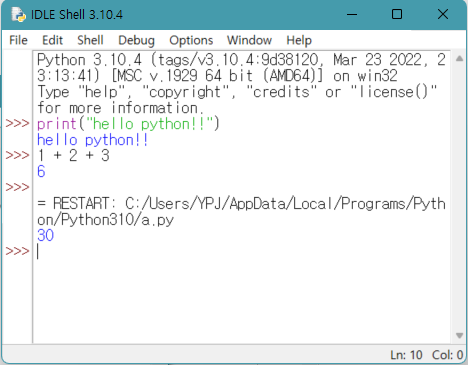 IDLE Shell 3.10.4
File Edit Shell Debug Options Window Help
Python 3.10.4 (tags/v3.10.4:9d38120, Mar 23 2022, 2
3:13:41) [MSC v.1929 64 bit (AMD64)] on win32
Type "help", "copyright", "credits" or "license()"
for more information.
>>> print("hello python!!")
hello python!!
>>> 1 + 2 + 3
6
>>>
= RESTART: C:/Users/YPJ/AppData/Local/Programs/Pyth
on/Python310/a.py
30
>>>
Ln: 10 Col: 0